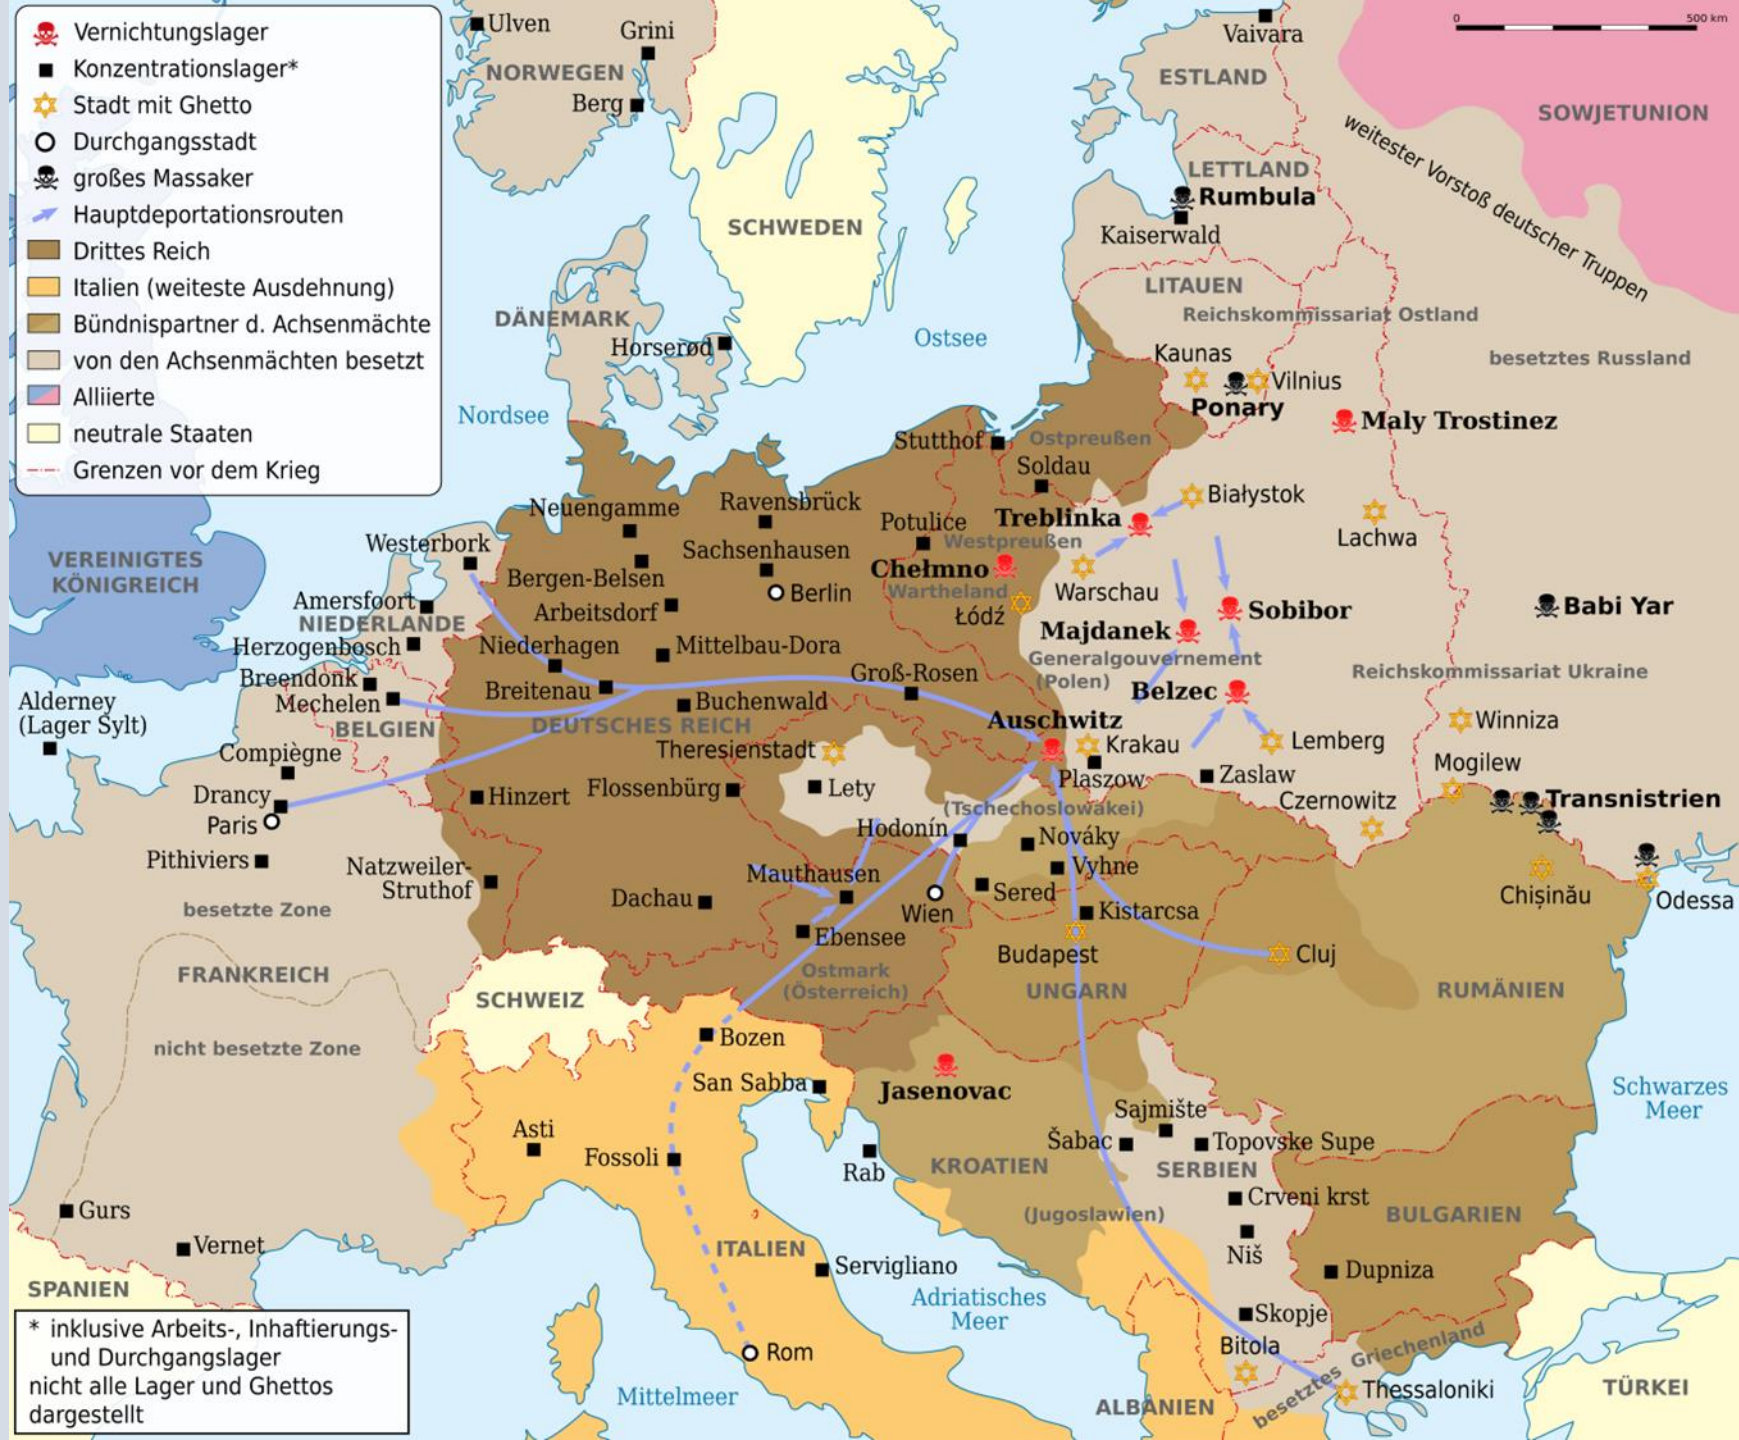 Vernichtungslager
Konzentrationslager*
Stadt mit Ghetto
Durchgangsstadt
großes Massaker
Hauptdeportationsrouten
Drittes Reich
Italien (weiteste Ausdehnung)
Bündnispartner d. Achsenmächte
von den Achsenmächten besetzt
Alliierte
neutrale Staaten
Grenzen vor dem Krieg
0 500 km
Ulven
Grini
NORWEGEN
Berg
SCHWEDEN
Vaivara
ESTLAND
SOWJETUNION
weitester Vorstoß deutscher Truppen
LETTLAND
Rumbula
Kaiserwald
LITAUEN
Reichskommissariat Ostland
DÄNEMARK
Horserød
Ostsee
Nordsee
Kaunas
Vilnius
Ponary
besetztes Russland
Maly Trostinez
Stutthof
Ostpreußen
Soldau
Białystok
Treblinka
Lachwa
Neuengamme
Ravensbrück
Potulice
Westpreußen
Westerbork
Sachsenhausen
Bergen-Belsen
Chełmno
Wartheland
Warschau
VEREINIGTES
KÖNIGREICH
Amersfoort
NIEDERLANDE
Arbeitsdorf
Berlin
Łódź
Sobibor
Babi Yar
Majdanek
Herzogenbosch
Niederhagen
Mittelbau-Dora
Generalgouvernement
(Polen)
Reichskommissariat Ukraine
Breendonk
Mechelen
Breitenau
Buchenwald
Groß-Rosen
Belzec
Alderney
(Lager Sylt)
BELGIEN
DEUTSCHES REICH
Auschwitz
Winniza
Compiègne
Theresienstadt
Krakau
Lemberg
Mogilew
Drancy
Paris
Hinzert
Flossenbürg
Lety
Plaszow
Zaslaw
Czernowitz
Transnistrien
(Tschechoslowakei)
Hodonín
Nováky
Pithiviers
Natzweiler-
Struthof
Mauthausen
Vyhne
Dachau
Wien
Sered
Kistarcsa
Chișinău
Odessa
besetzte Zone
Ebensee
Budapest
Cluj
FRANKREICH
SCHWEIZ
Ostmark
(Österreich)
UNGARN
RUMÄNIEN
nicht besetzte Zone
Bozen
San Sabba
Jasenovac
Schwarzes
Meer
Asti
Fossoli
Rab
KROATIEN
Sajmište
Šabac
Topovske Supe
SERBIEN
Crveni krst
(Jugoslawien)
BULGARIEN
Gurs
Vernet
ITALIEN
Servigliano
Niš
Dupniza
SPANIEN
Adriatisches
Meer
Skopje
Bitola
Rom
besetztes Griechenland
Thessaloniki
Mittelmeer
ALBANIEN
TÜRKEI
* inklusive Arbeits-, Inhaftierungs-
und Durchgangslager
nicht alle Lager und Ghettos
dargestellt